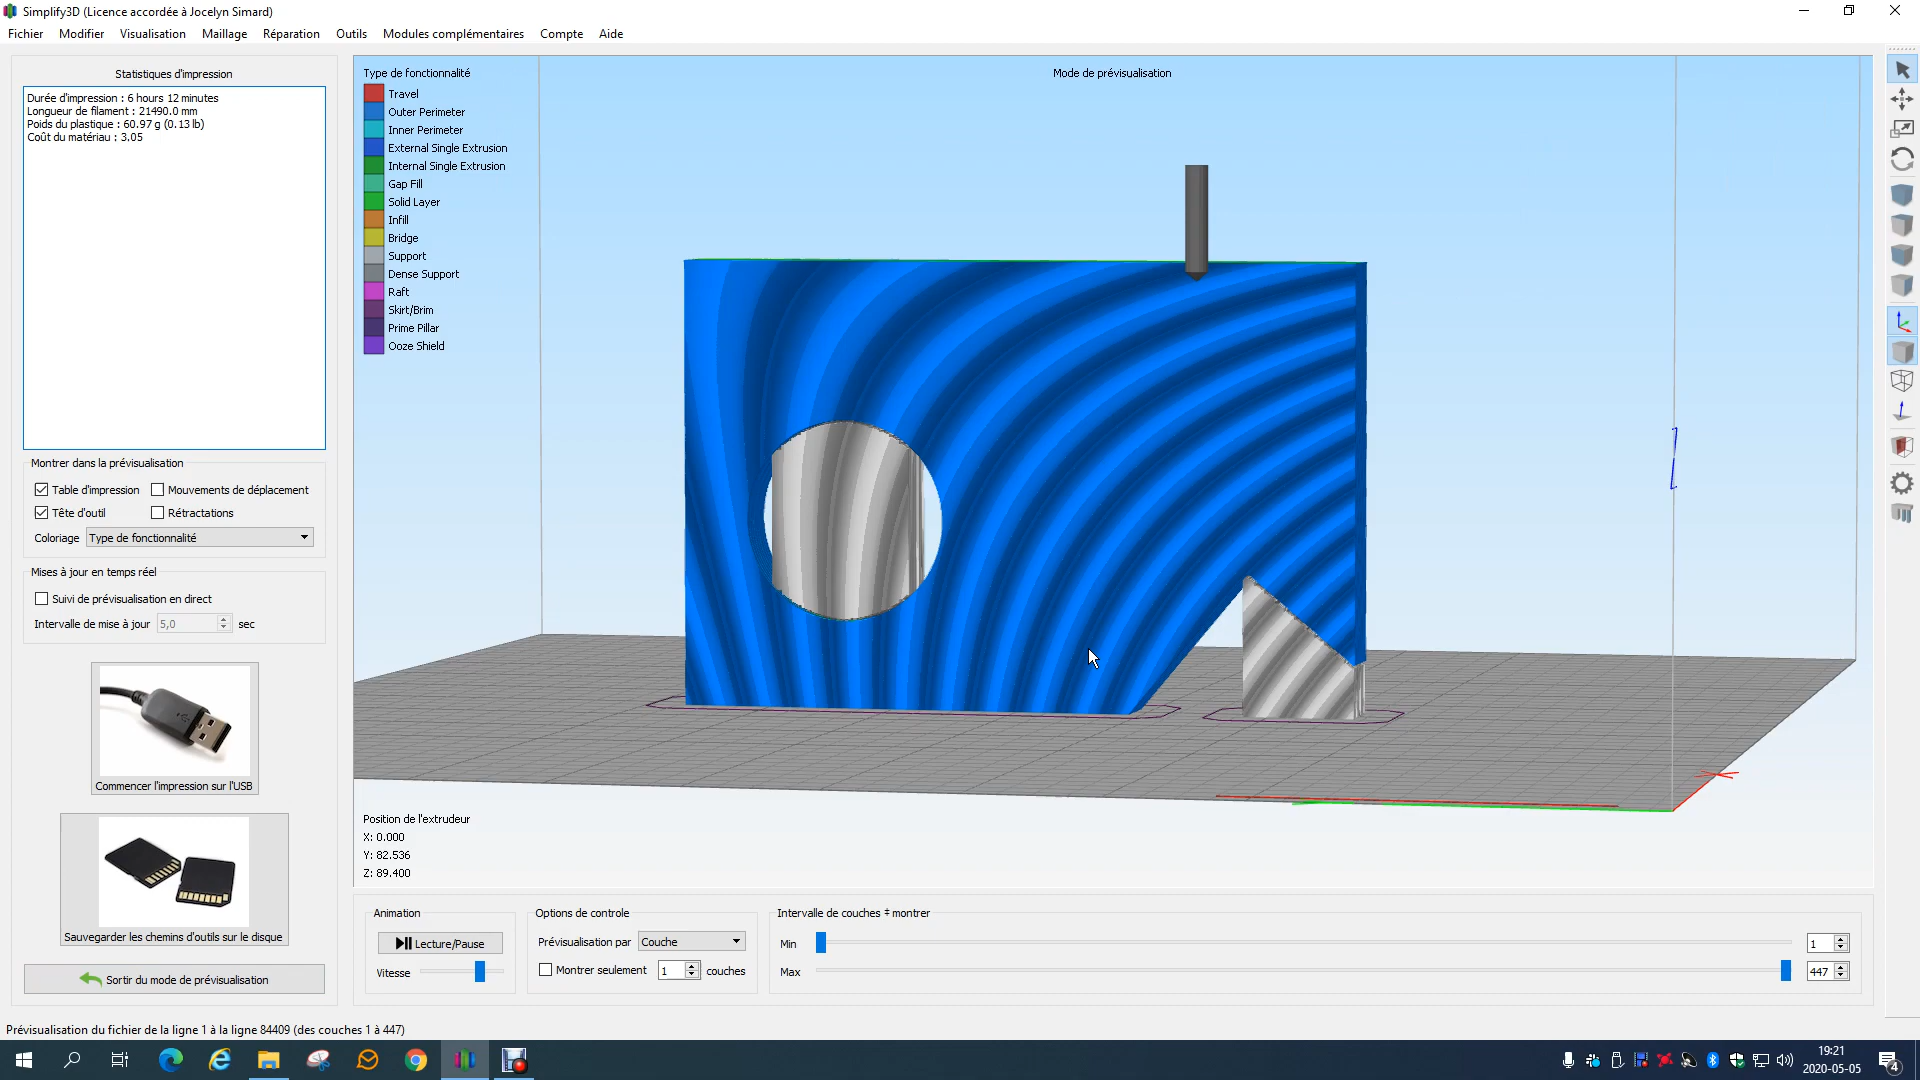 Simplify3D (Licence accordée à Jocelyn Simard)
Fichier Modifier Visualisation Maillage Réparation Outils Modules complémentaires Compte Aide
Statistiques d'impression
Durée d'impression : 6 hours 12 minutes
Longueur de filament : 21490.0 mm
Poids du plastique : 60.97 g (0.13 lb)
Coût du matériau : 3.05
Montrer dans la prévisualisation
Table d'impression Mouvements de déplacement
Tête d'outil Rétractations
Coloriage Type de fonctionnalité
Mises à jour en temps réel
Suivi de prévisualisation en direct
Intervalle de mise à jour 5,0 sec
Commencer l'impression sur l'USB
Sauvegarder les chemins d'outils sur le disque
Sortir du mode de prévisualisation
Type de fonctionnalité
Mode de prévisualisation
Travel
Outer Perimeter
Inner Perimeter
External Single Extrusion
Internal Single Extrusion
Gap Fill
Solid Layer
Infill
Bridge
Support
Dense Support
Raft
Skirt/Brim
Prime Pillar
Ooze Shield
Position de l'extrudeur
X: 0.000
Y: 82.536
Z: 89.400
Animation
Lecture/Pause
Vitesse
Options de controle
Prévisualisation par Couche
Montrer seulement 1 couches
Intervalle de couches ‡ montrer
Min 1
Max 447
Prévisualisation du fichier de la ligne 1 à la ligne 84409 (des couches 1 à 447)
19:21
2020-05-05
4